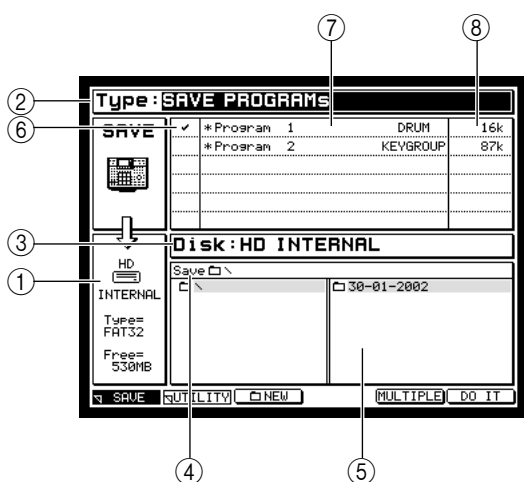 ⑦ ⑧
② Type:SAVE PROGRAMs
⑥ SAVE ✓ *Program 1 DRUM 16k
*Program 2 KEYGROUP 87k
③ Disk:HD INTERNAL
Save \
① HD
INTERNAL
\ 30-01-2002
Type=
FAT32
Free=
530MB
SAVE UTILITY NEW MULTIPLE DO IT
④ ⑤